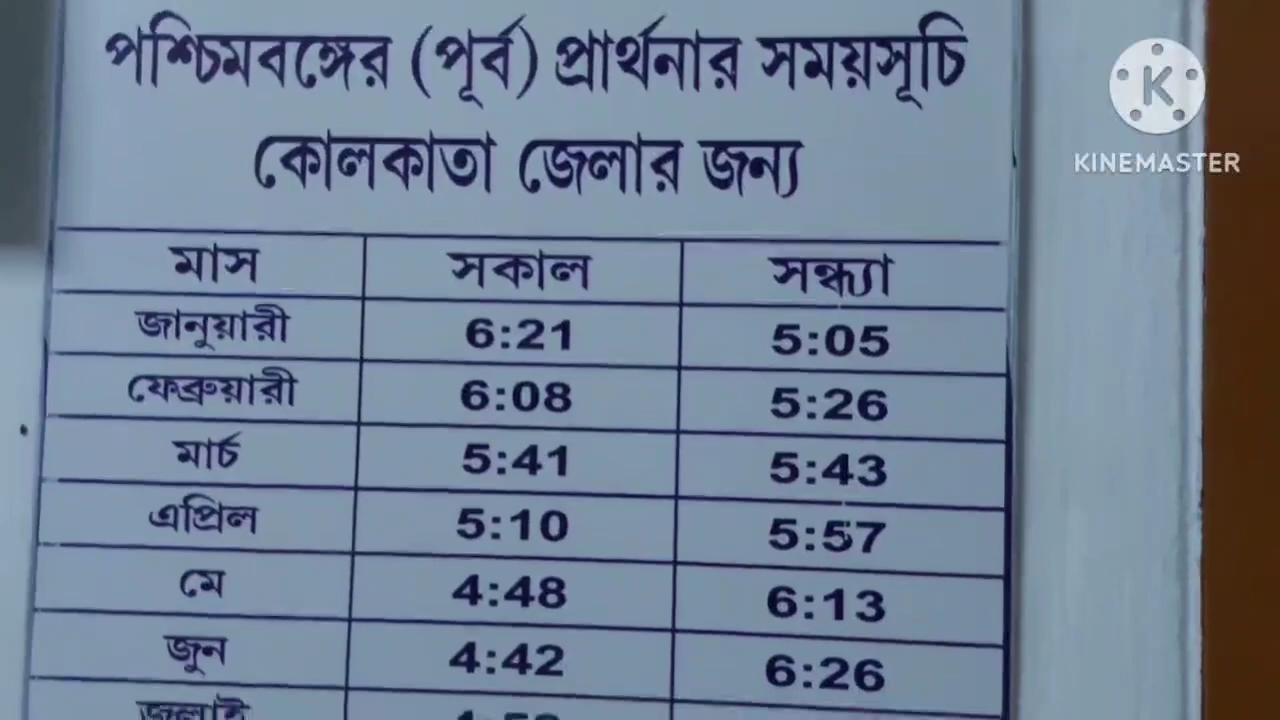 পশ্চিমবঙ্গের (পূর্ব) প্রার্থনার সময়সূচি
কোলকাতা জেলার জন্য
KINEMASTER
মাস সকাল সন্ধ্যা
জানুয়ারী 6:21 5:05
ফেব্রুয়ারী 6:08 5:26
মার্চ 5:41 5:43
এপ্রিল 5:10 5:57
মে 4:48 6:13
জুন 4:42 6:26